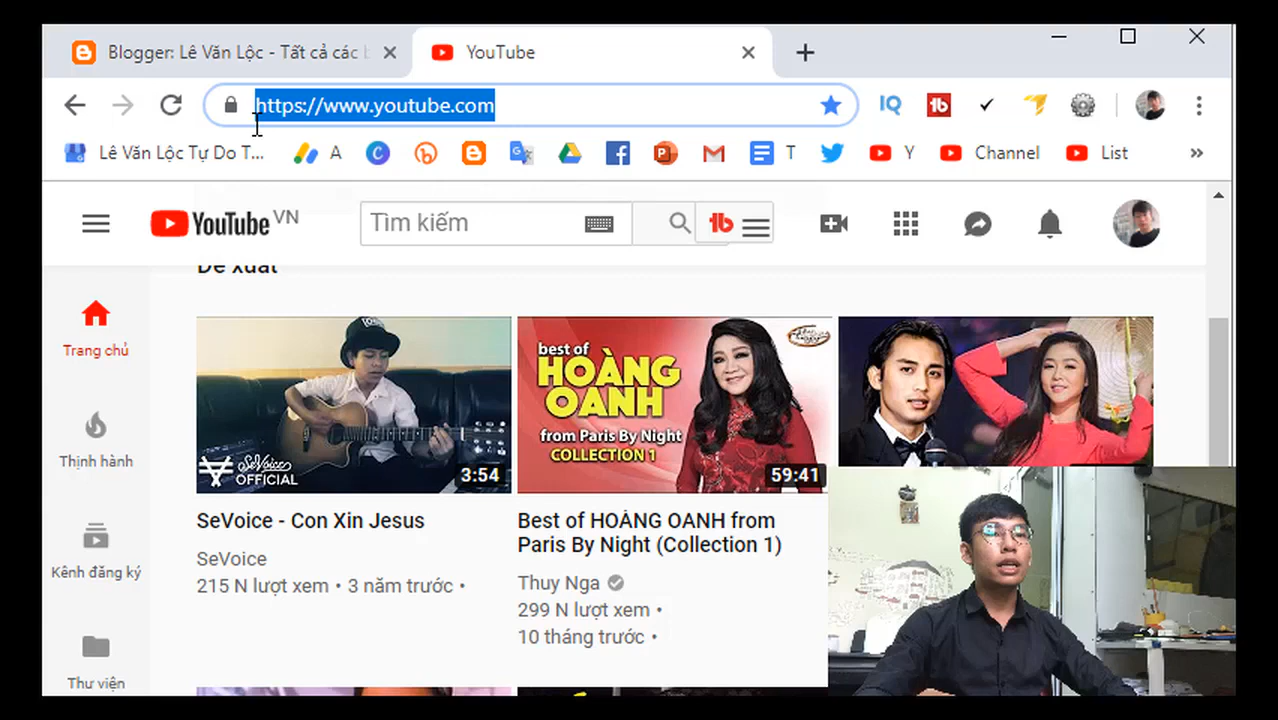 Blogger: Lê Văn Lộc - Tất cả các b
YouTube
https://www.youtube.com
IQ
tb
Lê Văn Lộc Tự Do T...
A
T
Y
Channel
List
»
YouTube VN
Tìm kiếm
tb
Đề xuất
Trang chủ
Thịnh hành
Kênh đăng ký
Thư viện
SeVoice
OFFICIAL
3:54
SeVoice - Con Xin Jesus
SeVoice
215 N lượt xem • 3 năm trước •
best of
HOÀNG
OANH
from Paris By Night
COLLECTION 1
59:41
Best of HOÀNG OANH from
Paris By Night (Collection 1)
Thuy Nga
299 N lượt xem •
10 tháng trước •